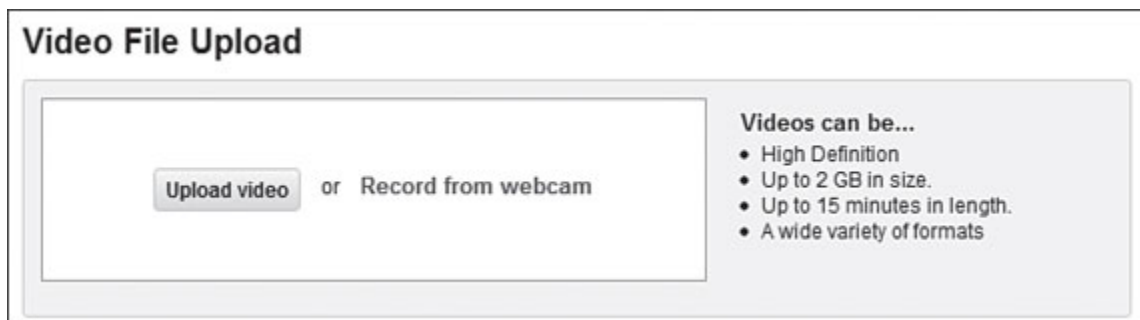 Video File Upload
Upload video or Record from webcam
Videos can be...
• High Definition
• Up to 2 GB in size.
• Up to 15 minutes in length.
• A wide variety of formats